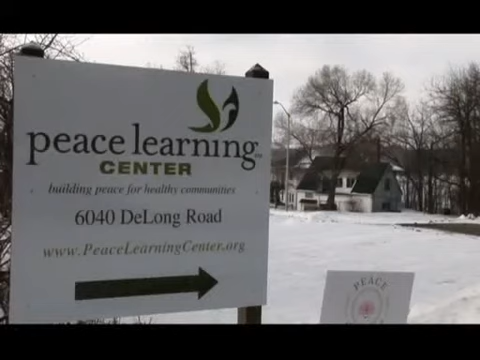 peace learning
CENTER
building peace for healthy communities
6040 DeLong Road
www.PeaceLearningCenter.org
PEACE